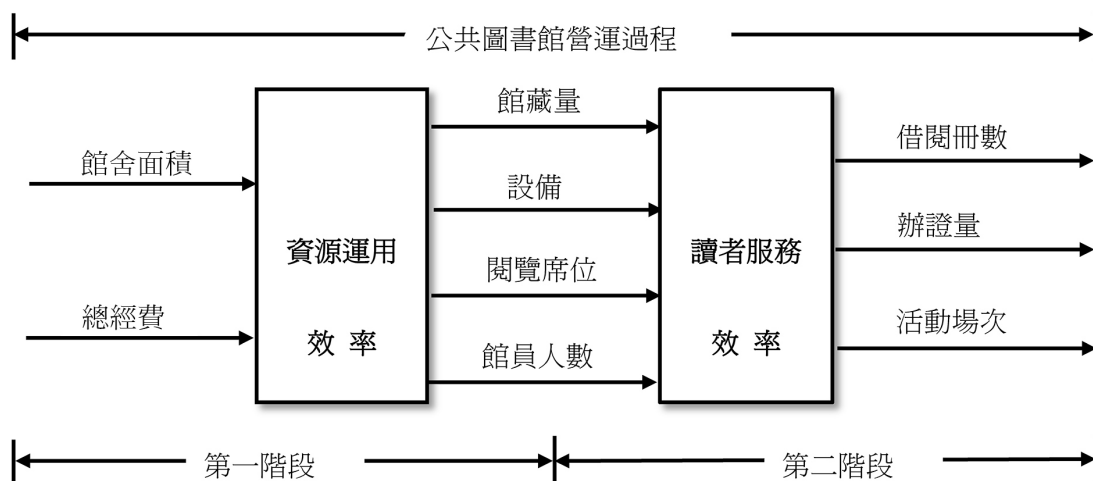 公共圖書館營運過程
館舍面積
總經費
資源運用
效 率
館藏量
設備
閱覽席位
館員人數
讀者服務
效 率
借閱冊數
辦證量
活動場次
第一階段
第二階段